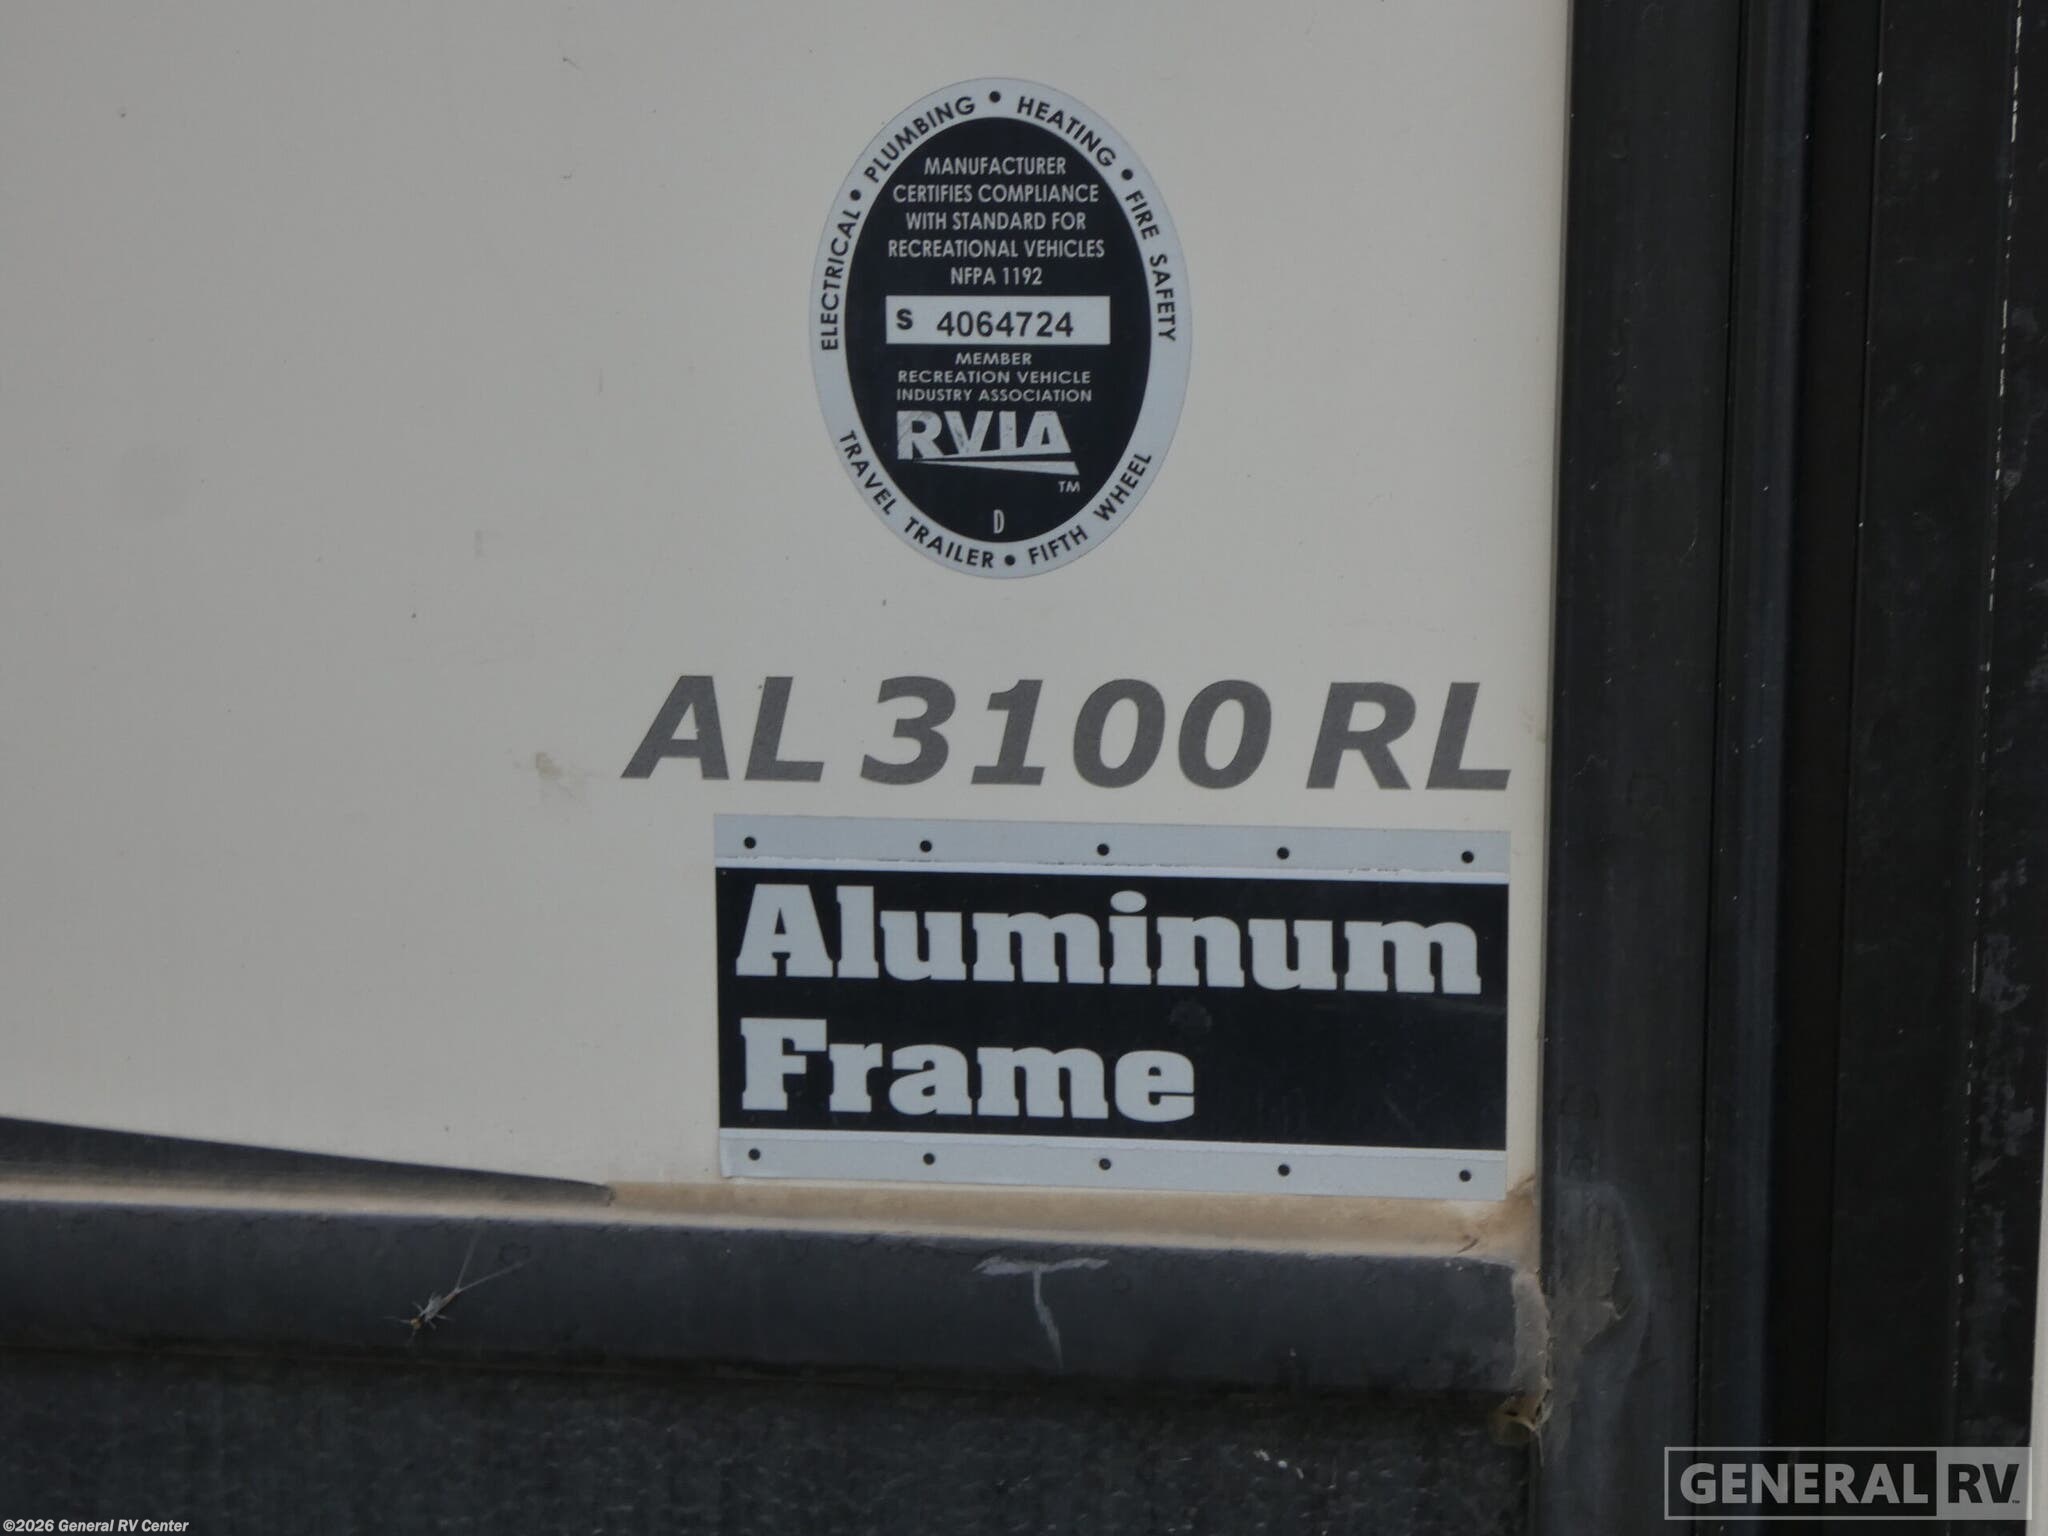 ELECTRICAL • PLUMBING • HEATING • FIRE SAFETY
MANUFACTURER
CERTIFIES COMPLIANCE
WITH STANDARD FOR
RECREATIONAL VEHICLES
NFPA 1192
S 4064724
MEMBER
RECREATION VEHICLE
INDUSTRY ASSOCIATION
RVIA
TM
D
TRAVEL TRAILER • FIFTH WHEEL
AL 3100 RL
Aluminum
Frame
GENERAL RV
©2026 General RV Center